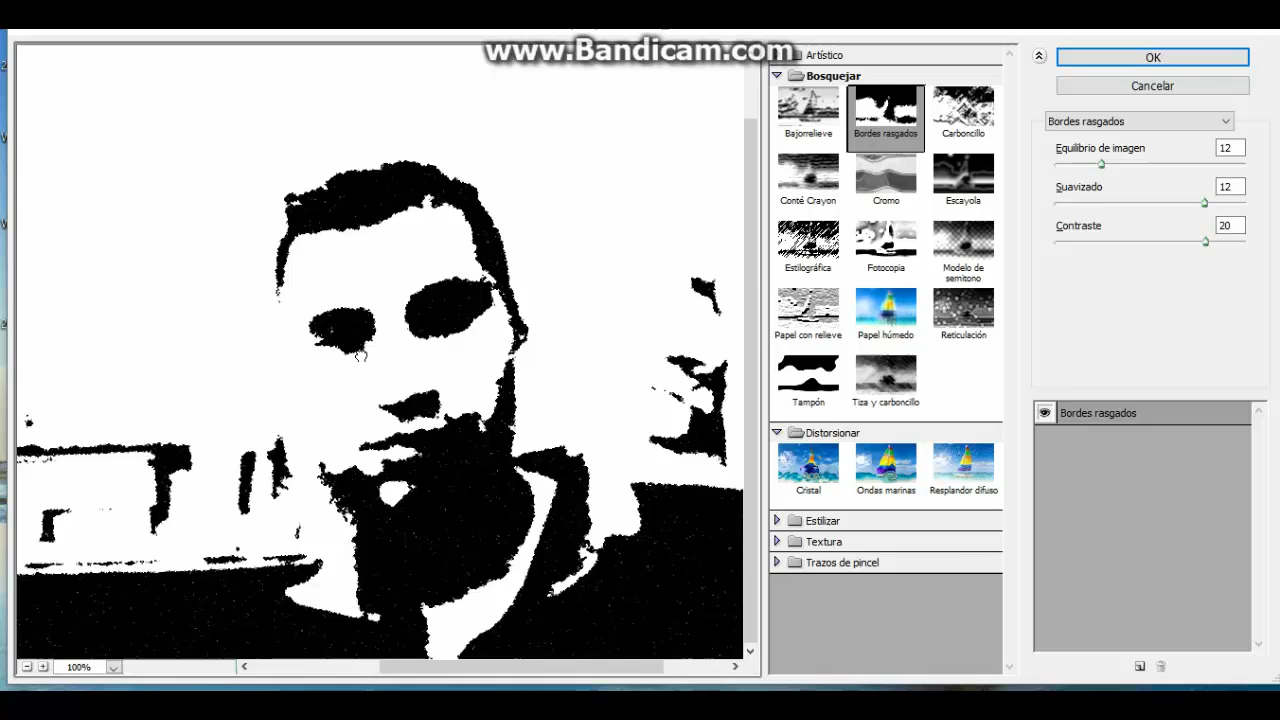 www.Bandicam.com
Artístico
Bosquejar
Bajorrelieve
Bordes rasgados
Carboncillo
Conté Crayon
Cromo
Escayola
Estilográfica
Fotocopia
Modelo de
semitono
Papel con relieve
Papel húmedo
Reticulación
Tampón
Tiza y carboncillo
Distorsionar
Cristal
Ondas marinas
Resplandor difuso
Estilizar
Textura
Trazos de pincel
OK
Cancelar
Bordes rasgados
Equilibrio de imagen 12
Suavizado 12
Contraste 20
Bordes rasgados
100%